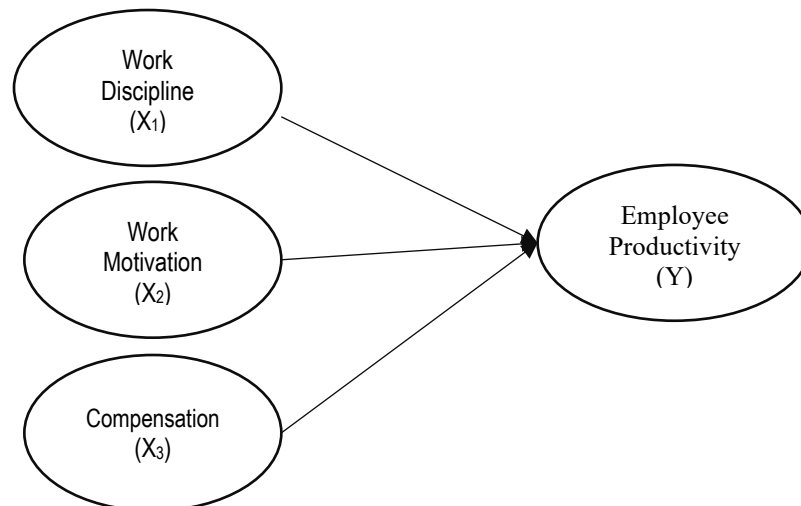 Work
Discipline
(X₁)
Work
Motivation
(X₂)
Compensation
(X₃)
Employee
Productivity
(Y)